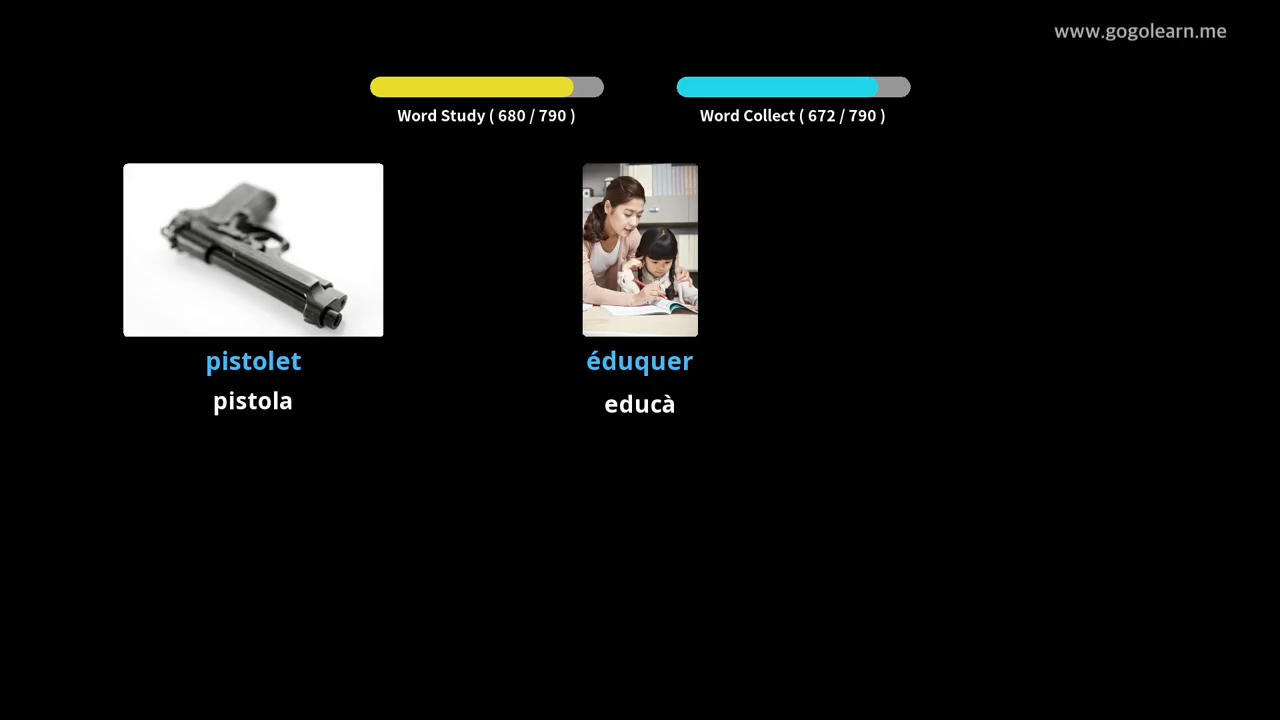 www.gogolearn.me
Word Study ( 680 / 790 )
Word Collect ( 672 / 790 )
pistolet
pistola
éduquer
educà